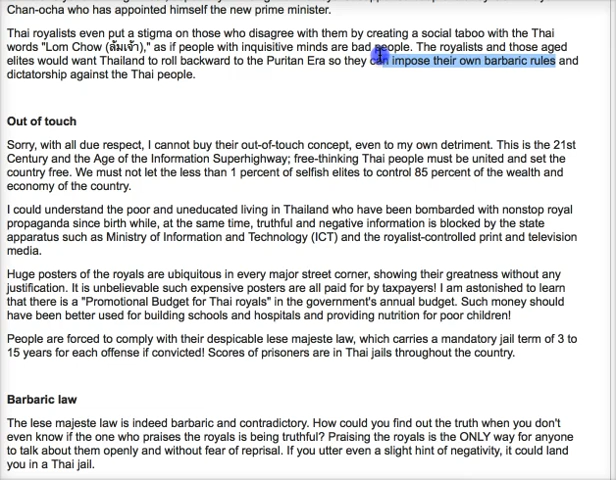 Chan-ocha who has appointed himself the new prime minister.
Thai royalists even put a stigma on those who disagree with them by creating a social taboo with the Thai
words "Lom Chow (ล้มเจ้า)," as if people with inquisitive minds are bad people. The royalists and those aged
elites would want Thailand to roll backward to the Puritan Era so they can impose their own barbaric rules and
dictatorship against the Thai people.
Out of touch
Sorry, with all due respect, I cannot buy their out-of-touch concept, even to my own detriment. This is the 21st
Century and the Age of the Information Superhighway; free-thinking Thai people must be united and set the
country free. We must not let the less than 1 percent of selfish elites to control 85 percent of the wealth and
economy of the country.
I could understand the poor and uneducated living in Thailand who have been bombarded with nonstop royal
propaganda since birth while, at the same time, truthful and negative information is blocked by the state
apparatus such as Ministry of Information and Technology (ICT) and the royalist-controlled print and television
media.
Huge posters of the royals are ubiquitous in every major street corner, showing their greatness without any
justification. It is unbelievable such expensive posters are all paid for by taxpayers! I am astonished to learn
that there is a "Promotional Budget for Thai royals" in the government's annual budget. Such money should
have been better used for building schools and hospitals and providing nutrition for poor children!
People are forced to comply with their despicable lese majeste law, which carries a mandatory jail term of 3 to
15 years for each offense if convicted! Scores of prisoners are in Thai jails throughout the country.
Barbaric law
The lese majeste law is indeed barbaric and contradictory. How could you find out the truth when you don't
even know if the one who praises the royals is being truthful? Praising the royals is the ONLY way for anyone
to talk about them openly and without fear of reprisal. If you utter even a slight hint of negativity, it could land
you in a Thai jail.